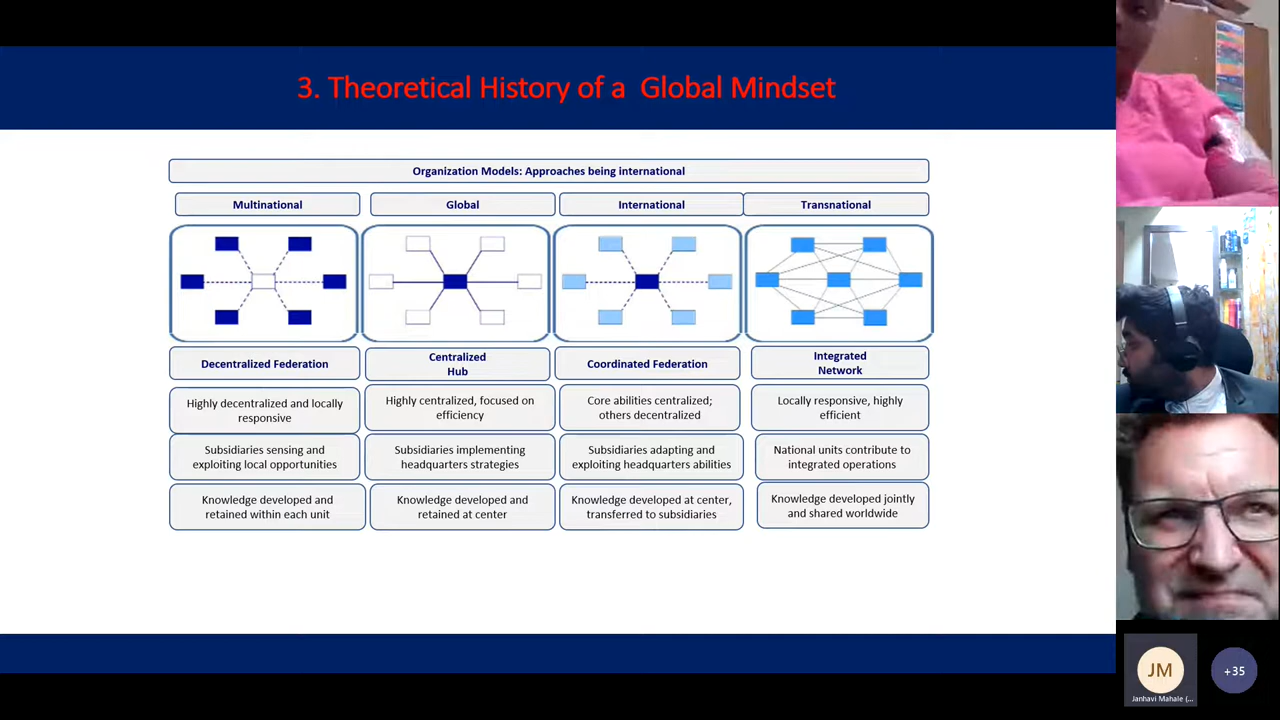 3. Theoretical History of a Global Mindset
Organization Models: Approaches being international
Multinational
Global
International
Transnational
Decentralized Federation
Centralized
Hub
Coordinated Federation
Integrated
Network
Highly decentralized and locally
responsive
Highly centralized, focused on
efficiency
Core abilities centralized;
others decentralized
Locally responsive, highly
efficient
Subsidiaries sensing and
exploiting local opportunities
Subsidiaries implementing
headquarters strategies
Subsidiaries adapting and
exploiting headquarters abilities
National units contribute to
integrated operations
Knowledge developed and
retained within each unit
Knowledge developed and
retained at center
Knowledge developed at center,
transferred to subsidiaries
Knowledge developed jointly
and shared worldwide
JM
Janhavi Mahale (...
+35